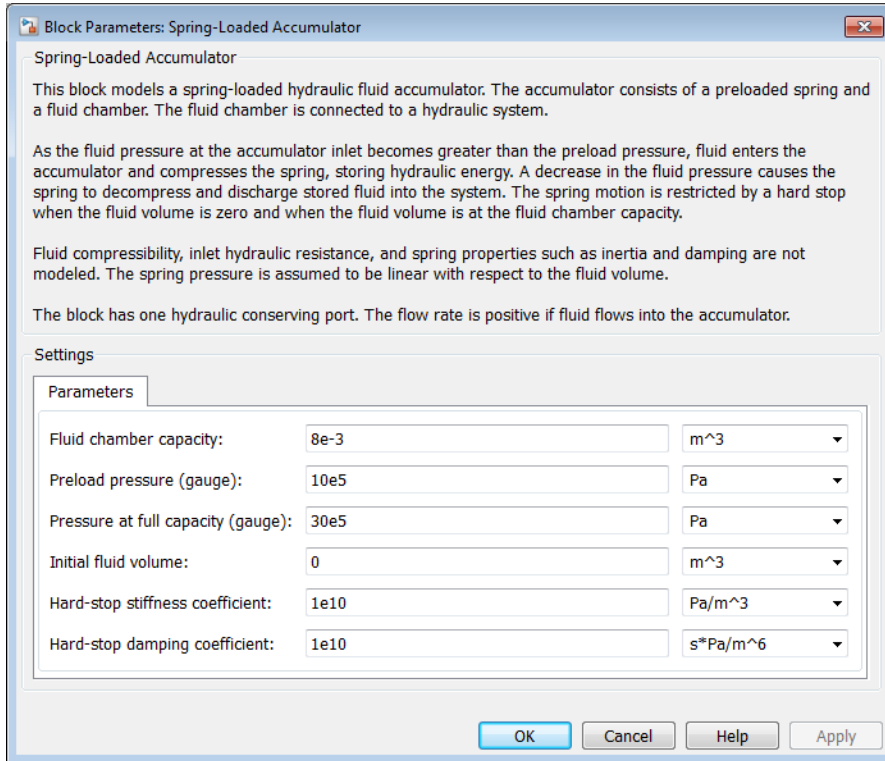 Block Parameters: Spring-Loaded Accumulator
Spring-Loaded Accumulator
This block models a spring-loaded hydraulic fluid accumulator. The accumulator consists of a preloaded spring and
a fluid chamber. The fluid chamber is connected to a hydraulic system.
As the fluid pressure at the accumulator inlet becomes greater than the preload pressure, fluid enters the
accumulator and compresses the spring, storing hydraulic energy. A decrease in the fluid pressure causes the
spring to decompress and discharge stored fluid into the system. The spring motion is restricted by a hard stop
when the fluid volume is zero and when the fluid volume is at the fluid chamber capacity.
Fluid compressibility, inlet hydraulic resistance, and spring properties such as inertia and damping are not
modeled. The spring pressure is assumed to be linear with respect to the fluid volume.
The block has one hydraulic conserving port. The flow rate is positive if fluid flows into the accumulator.
Settings
Parameters
Fluid chamber capacity: 8e-3 m^3
Preload pressure (gauge): 10e5 Pa
Pressure at full capacity (gauge): 30e5 Pa
Initial fluid volume: 0 m^3
Hard-stop stiffness coefficient: 1e10 Pa/m^3
Hard-stop damping coefficient: 1e10 s*Pa/m^6
OK Cancel Help Apply